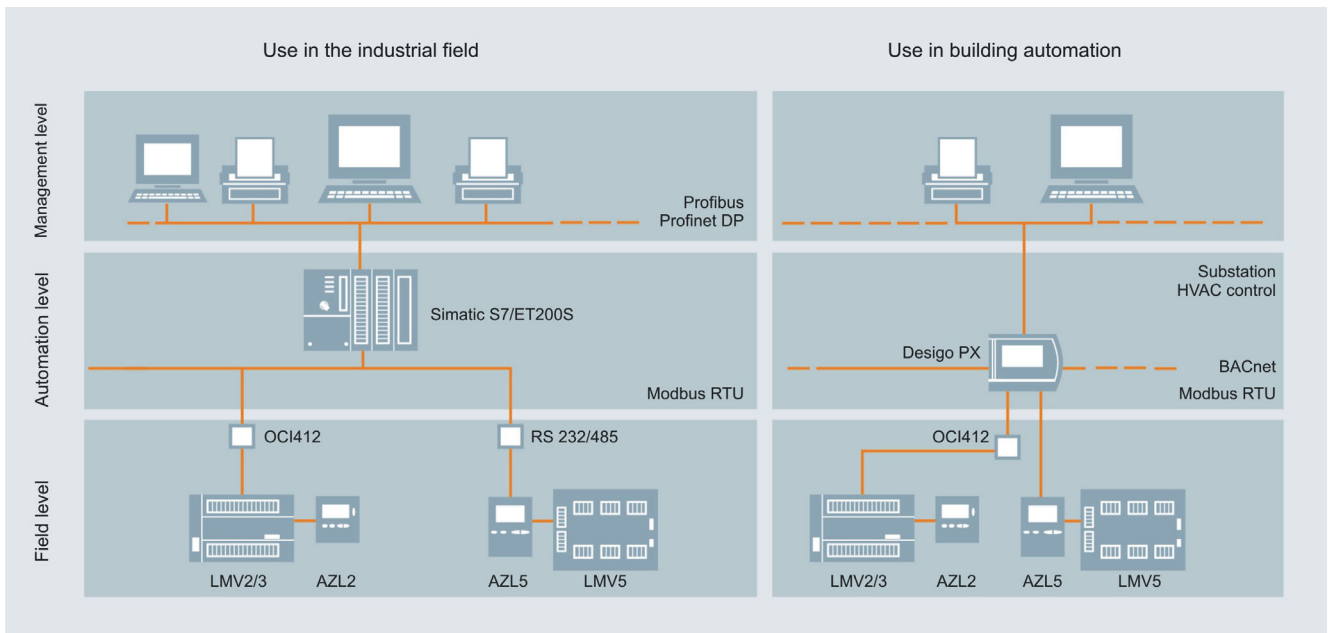 Use in the industrial field
Use in building automation
Management level
Profibus
Profinet DP
Automation level
Simatic S7/ET200S
Modbus RTU
Substation
HVAC control
Desigo PX
BACnet
Modbus RTU
Field level
OCI412
RS 232/485
LMV2/3
AZL2
AZL5
LMV5
OCI412
LMV2/3
AZL2
AZL5
LMV5